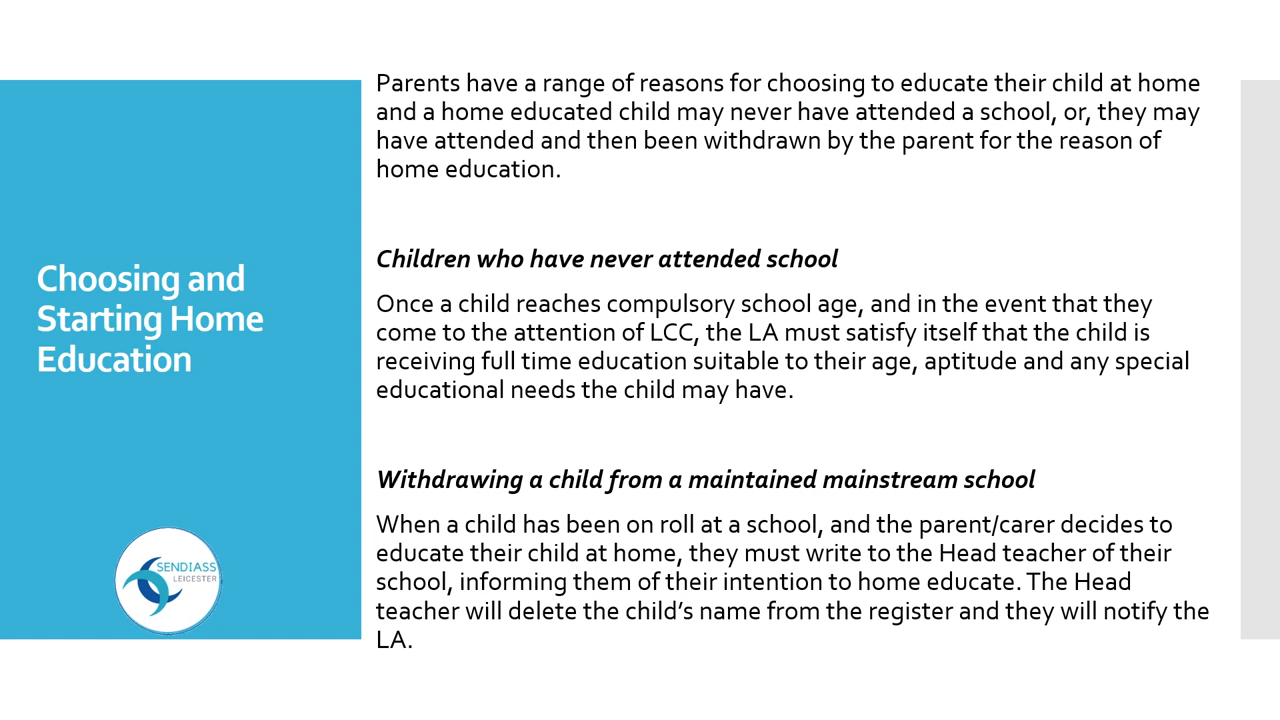 Choosing and
Starting Home
Education
SENDIASS
LEICESTER
Parents have a range of reasons for choosing to educate their child at home
and a home educated child may never have attended a school, or, they may
have attended and then been withdrawn by the parent for the reason of
home education.
Children who have never attended school
Once a child reaches compulsory school age, and in the event that they
come to the attention of LCC, the LA must satisfy itself that the child is
receiving full time education suitable to their age, aptitude and any special
educational needs the child may have.
Withdrawing a child from a maintained mainstream school
When a child has been on roll at a school, and the parent/carer decides to
educate their child at home, they must write to the Head teacher of their
school, informing them of their intention to home educate. The Head
teacher will delete the child’s name from the register and they will notify the
LA.